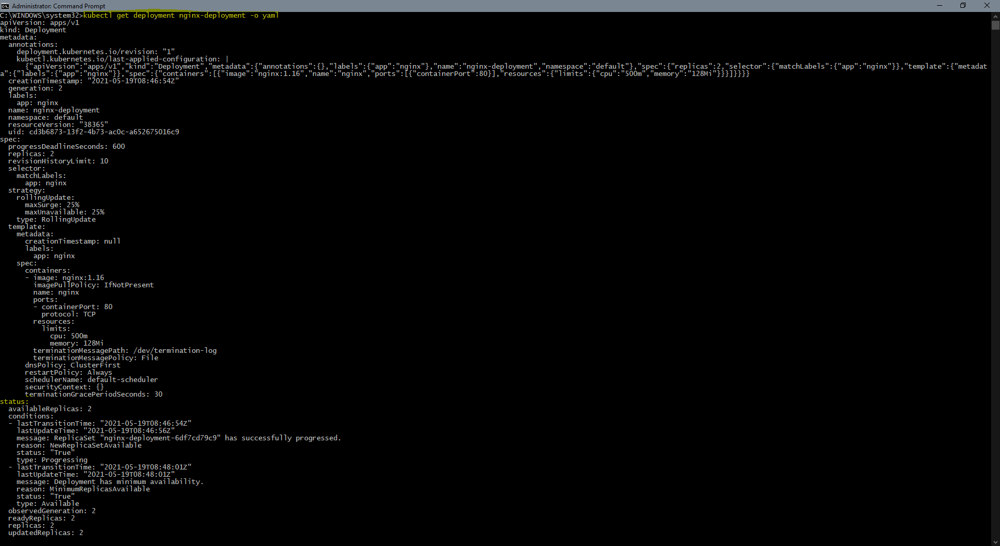 Administrator: Command Prompt
C:\WINDOWS\system32>kubectl get deployment nginx-deployment -o yaml
apiVersion: apps/v1
kind: Deployment
metadata:
  annotations:
    deployment.kubernetes.io/revision: "1"
    kubectl.kubernetes.io/last-applied-configuration: |
      {"apiVersion":"apps/v1","kind":"Deployment","metadata":{"annotations":{},"labels":{"app":"nginx"},"name":"nginx-deployment","namespace":"default"},"spec":{"replicas":2,"selector":{"matchLabels":{"app":"nginx"}},"template":{"metadat
a":{"labels":{"app":"nginx"}},"spec":{"containers":[{"image":"nginx:1.16","name":"nginx","ports":[{"containerPort":80}],"resources":{"limits":{"cpu":"500m","memory":"128Mi"}}}]}}}}
  creationTimestamp: "2021-05-19T08:46:54Z"
  generation: 2
  labels:
    app: nginx
  name: nginx-deployment
  namespace: default
  resourceVersion: "38365"
  uid: cd3b6873-13f2-4b73-ac0c-a652675016c9
spec:
  progressDeadlineSeconds: 600
  replicas: 2
  revisionHistoryLimit: 10
  selector:
    matchLabels:
      app: nginx
  strategy:
    rollingUpdate:
      maxSurge: 25%
      maxUnavailable: 25%
    type: RollingUpdate
  template:
    metadata:
      creationTimestamp: null
      labels:
        app: nginx
    spec:
      containers:
      - image: nginx:1.16
        imagePullPolicy: IfNotPresent
        name: nginx
        ports:
        - containerPort: 80
          protocol: TCP
        resources:
          limits:
            cpu: 500m
            memory: 128Mi
        terminationMessagePath: /dev/termination-log
        terminationMessagePolicy: File
      dnsPolicy: ClusterFirst
      restartPolicy: Always
      schedulerName: default-scheduler
      securityContext: {}
      terminationGracePeriodSeconds: 30
status:
  availableReplicas: 2
  conditions:
  - lastTransitionTime: "2021-05-19T08:46:54Z"
    lastUpdateTime: "2021-05-19T08:46:56Z"
    message: ReplicaSet "nginx-deployment-6df7cd79c9" has successfully progressed.
    reason: NewReplicaSetAvailable
    status: "True"
    type: Progressing
  - lastTransitionTime: "2021-05-19T08:48:01Z"
    lastUpdateTime: "2021-05-19T08:48:01Z"
    message: Deployment has minimum availability.
    reason: MinimumReplicasAvailable
    status: "True"
    type: Available
  observedGeneration: 2
  readyReplicas: 2
  replicas: 2
  updatedReplicas: 2